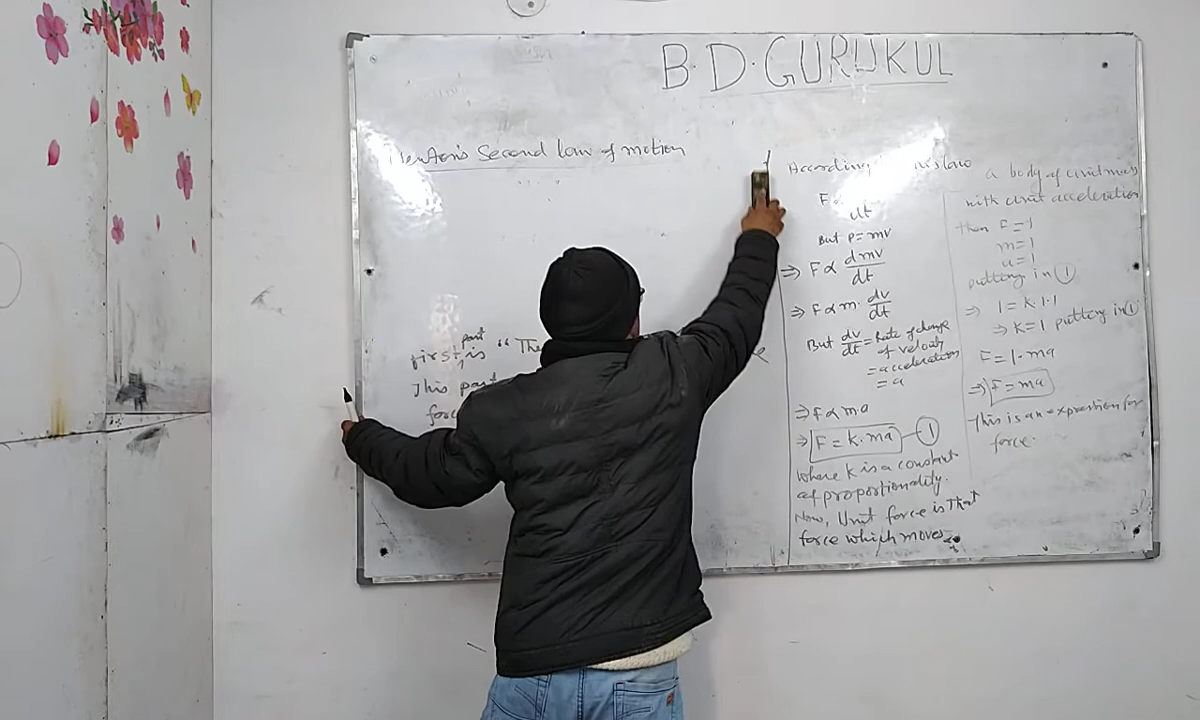 B.D.GURUKUL
Newton's Second law of motion
first part is "The
This part
force
According this law
F ∝
dt
But P = mv
⇒ F ∝ dmv/dt
⇒ F ∝ m. dv/dt
But dv/dt = Rate of change
of velocity
= acceleration
= a
⇒ F ∝ ma
⇒ F = K.ma — ①
Where K is a constant
of proportionality.
Now, Unit force is that
force which moves
a body of unit mass
with unit acceleration
then F = 1
m = 1
a = 1
putting in ①
⇒ 1 = K.1.1
⇒ K = 1 putting in ①
F = 1.ma
⇒ F = ma
This is an expression for
force.